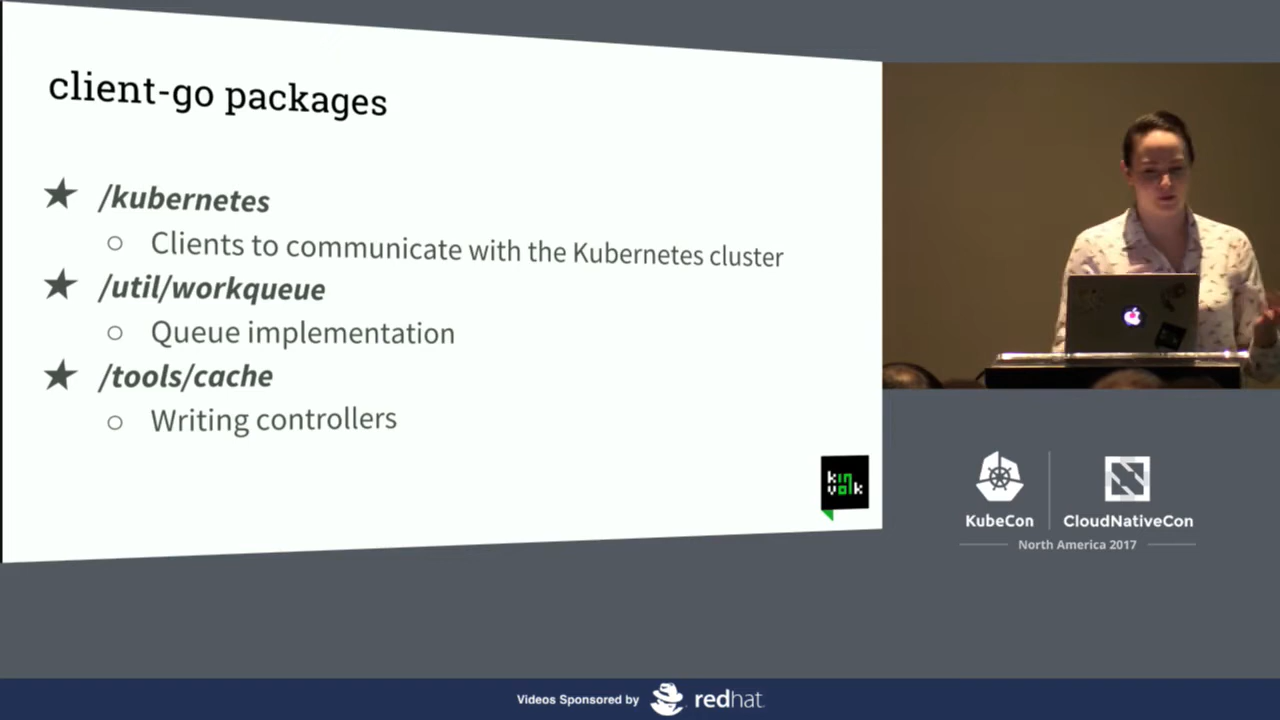 client-go packages
/kubernetes
Clients to communicate with the Kubernetes cluster
/util/workqueue
Queue implementation
/tools/cache
Writing controllers
kin
volk
KubeCon
CloudNativeCon
North America 2017
Videos Sponsored by
redhat